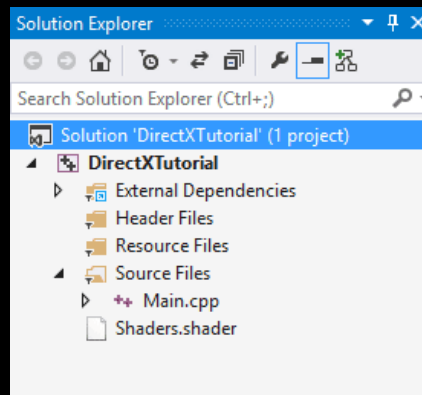 Solution Explorer
Search Solution Explorer (Ctrl+;)
Solution 'DirectXTutorial' (1 project)
DirectXTutorial
External Dependencies
Header Files
Resource Files
Source Files
++ Main.cpp
Shaders.shader